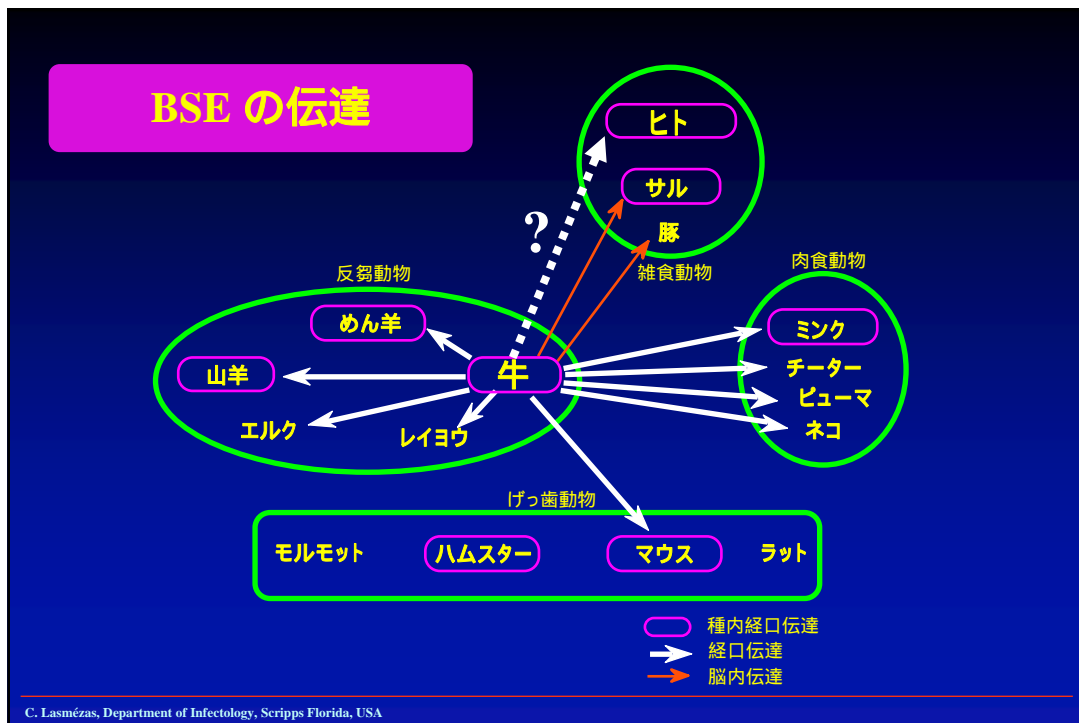 BSE の伝達
ヒト
サル
豚
?
雑食動物
反芻動物
肉食動物
めん羊
ミンク
山羊
牛
チーター
ピューマ
エルク
レイヨウ
ネコ
げっ歯動物
モルモット
ハムスター
マウス
ラット
種内経口伝達
経口伝達
脳内伝達
C. Lasmézas, Department of Infectology, Scripps Florida, USA